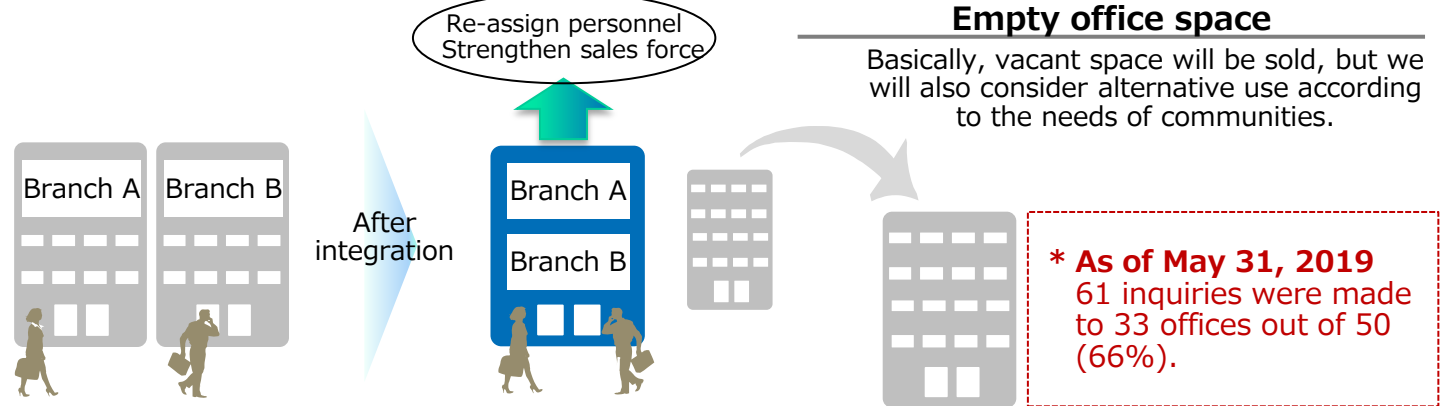 Re-assign personnel
Strengthen sales force
Branch A
Branch B
After
integration
Branch A
Branch B
Empty office space
Basically, vacant space will be sold, but we
will also consider alternative use according
to the needs of communities.
* As of May 31, 2019
61 inquiries were made
to 33 offices out of 50
(66%).